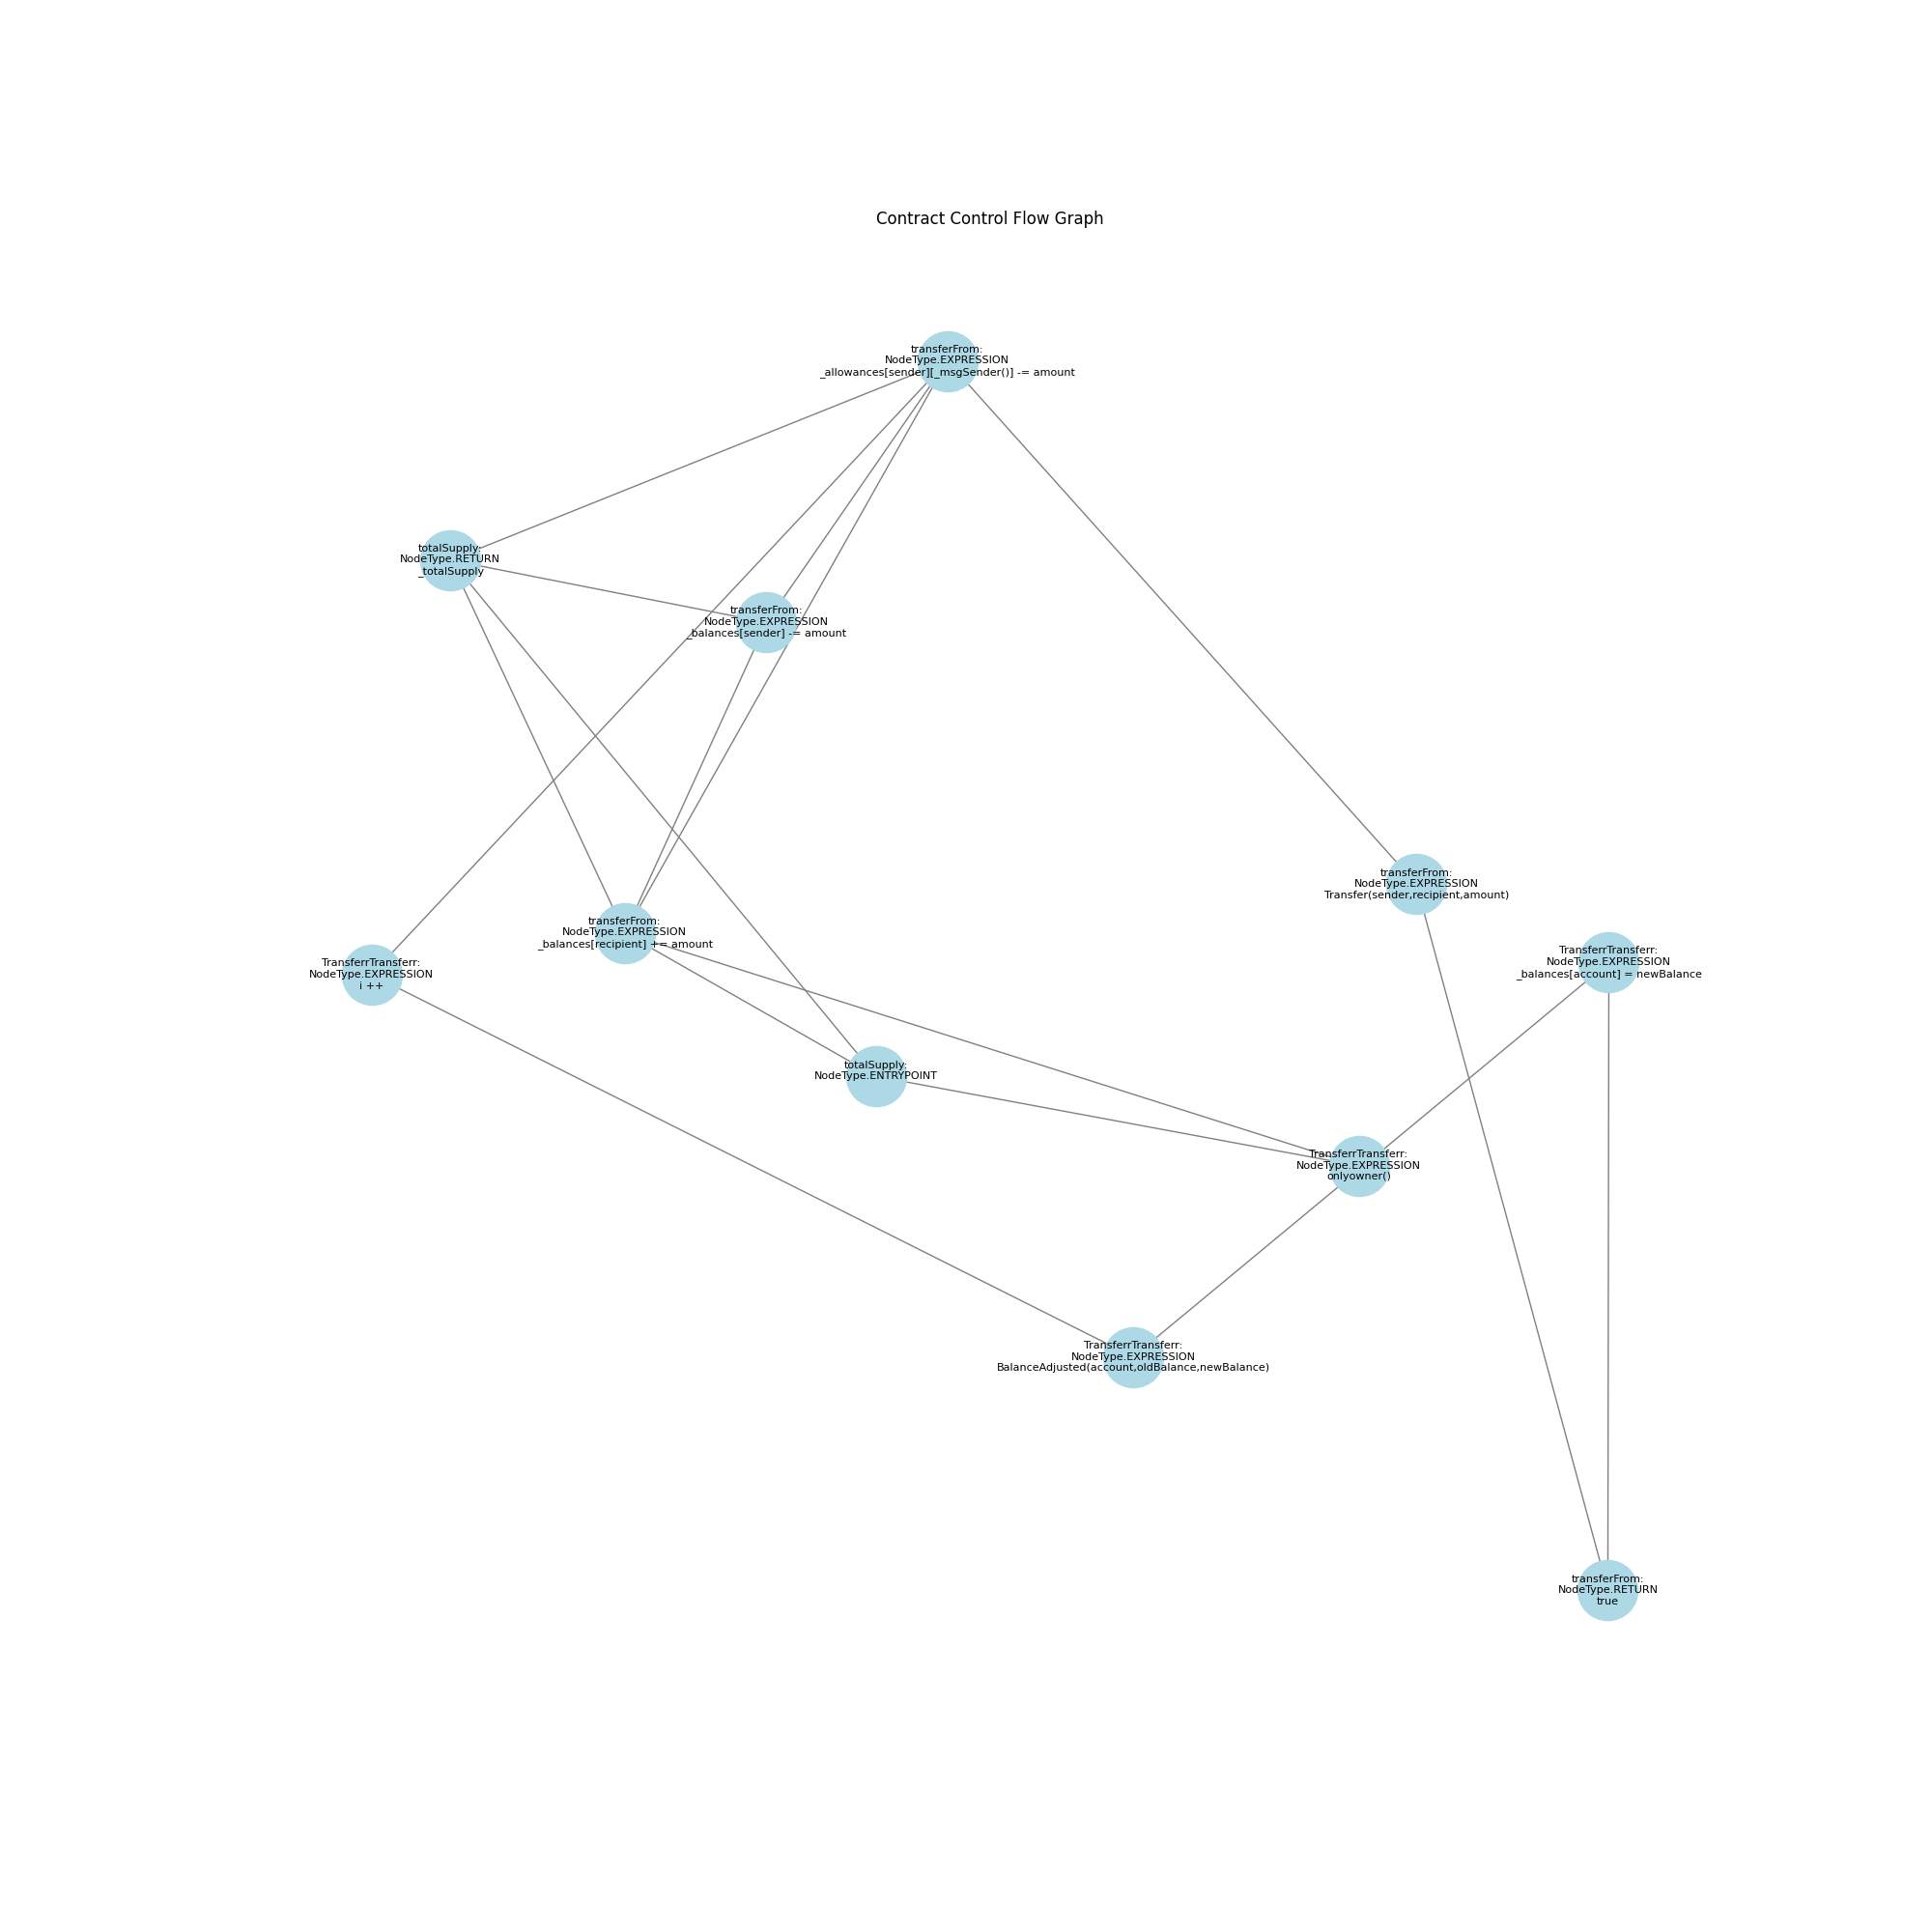 Contract Control Flow Graph
transferFrom:
NodeType.EXPRESSION
_allowances[sender][_msgSender()] -= amount
totalSupply:
NodeType.RETURN
_totalSupply
transferFrom:
NodeType.EXPRESSION
_balances[sender] -= amount
transferFrom:
NodeType.EXPRESSION
Transfer(sender,recipient,amount)
transferFrom:
NodeType.EXPRESSION
_balances[recipient] += amount
TransferrTransferr:
NodeType.EXPRESSION
_balances[account] = newBalance
TransferrTransferr:
NodeType.EXPRESSION
i ++
totalSupply:
NodeType.ENTRYPOINT
TransferrTransferr:
NodeType.EXPRESSION
onlyowner()
TransferrTransferr:
NodeType.EXPRESSION
BalanceAdjusted(account,oldBalance,newBalance)
transferFrom:
NodeType.RETURN
true